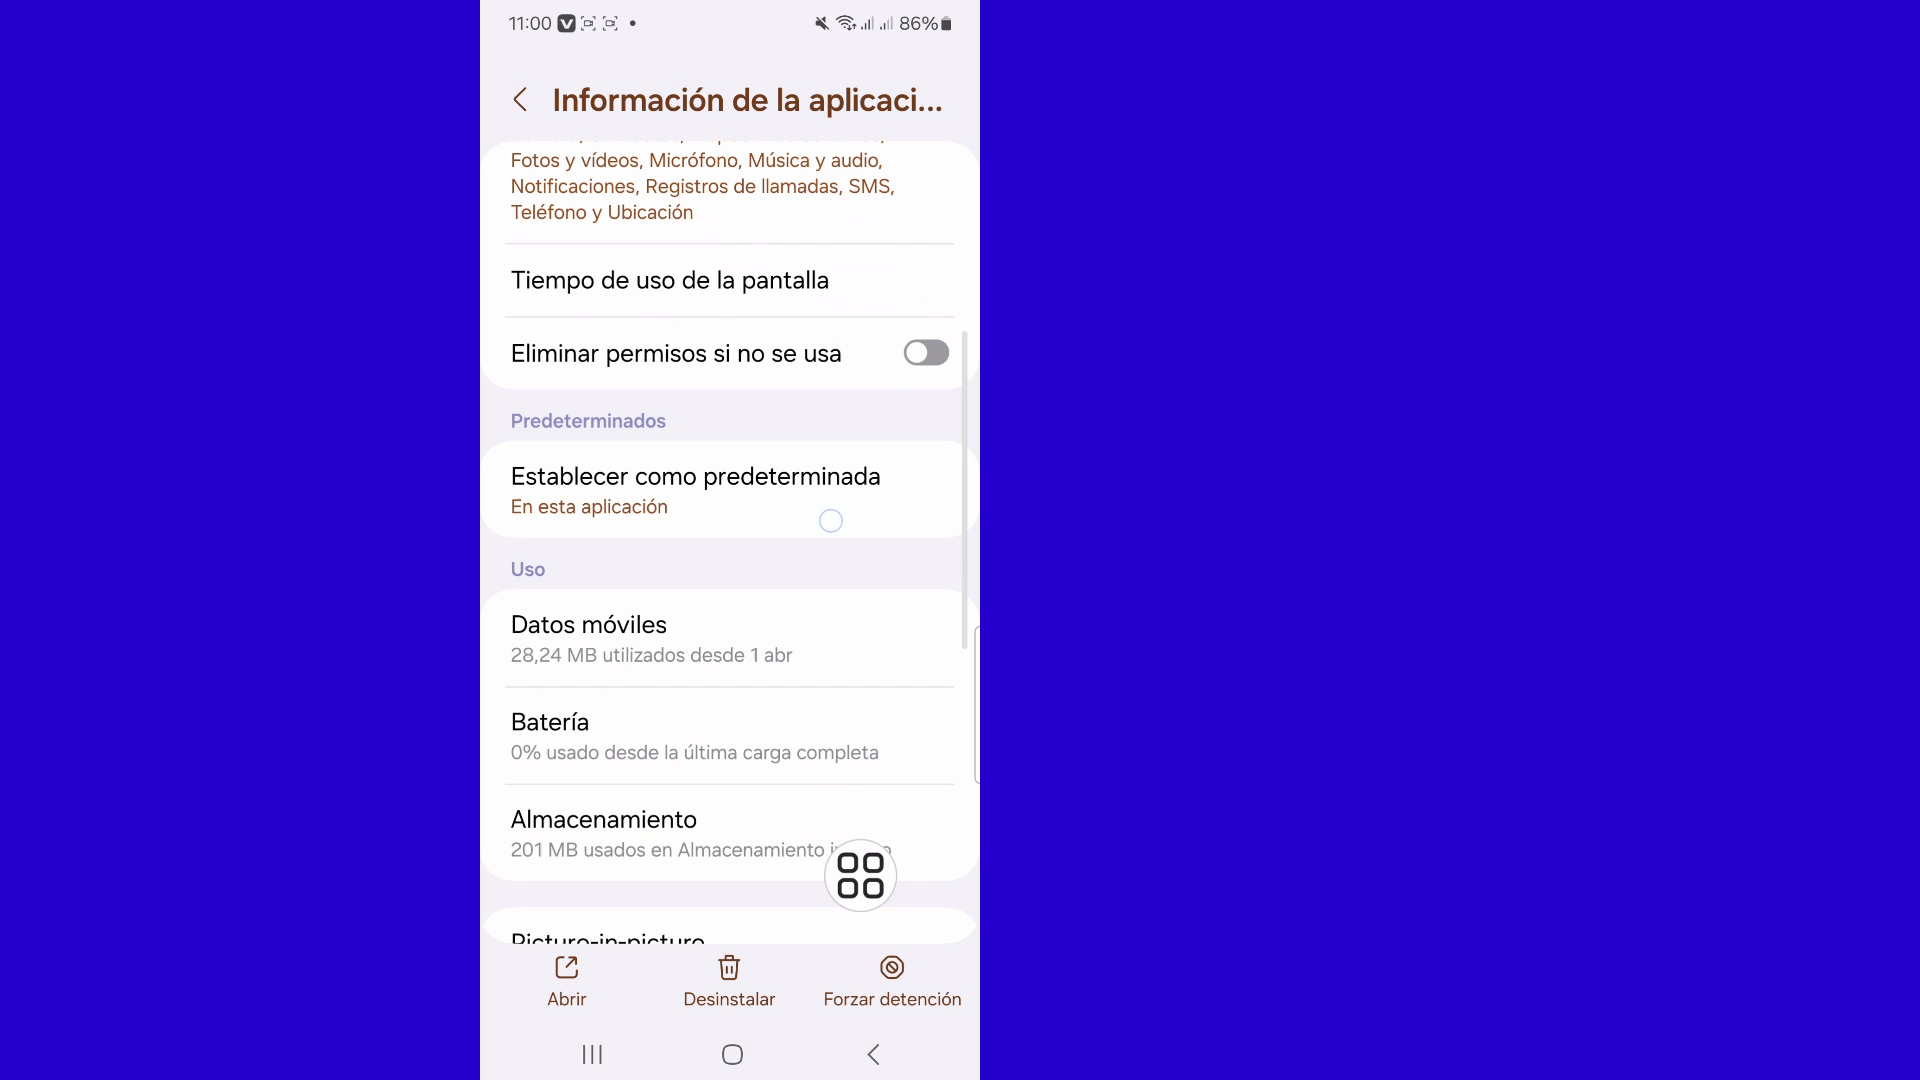 11:00
86%
Información de la aplicaci...
Fotos y vídeos, Micrófono, Música y audio,
Notificaciones, Registros de llamadas, SMS,
Teléfono y Ubicación
Tiempo de uso de la pantalla
Eliminar permisos si no se usa
Predeterminados
Establecer como predeterminada
En esta aplicación
Uso
Datos móviles
28,24 MB utilizados desde 1 abr
Batería
0% usado desde la última carga completa
Almacenamiento
201 MB usados en Almacenamiento
Picture-in-picture
Abrir
Desinstalar
Forzar detención